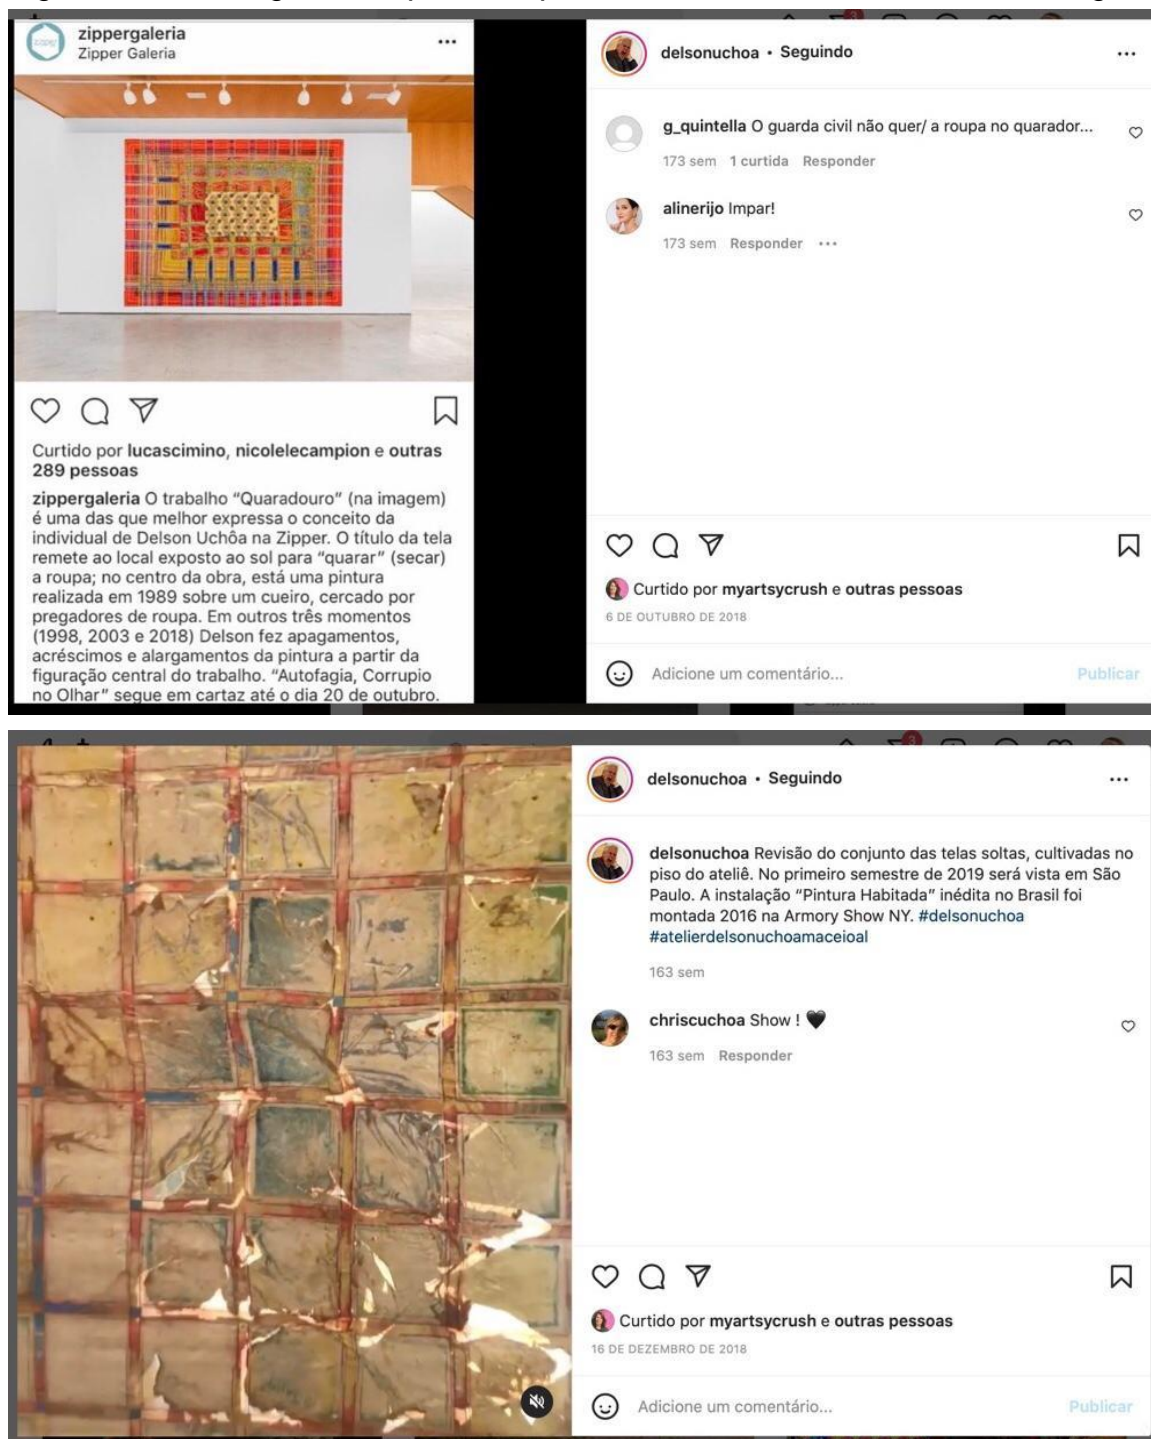 zippergaleria
Zipper Galeria
Curtido por lucascimino, nicolelecampion e outras
289 pessoas
zippergaleria O trabalho “Quaradouro” (na imagem)
é uma das que melhor expressa o conceito da
individual de Delson Uchôa na Zipper. O título da tela
remete ao local exposto ao sol para “quarar” (secar)
a roupa; no centro da obra, está uma pintura
realizada em 1989 sobre um cueiro, cercado por
pregadores de roupa. Em outros três momentos
(1998, 2003 e 2018) Delson fez apagamentos,
acréscimos e alargamentos da pintura a partir da
figuração central do trabalho. “Autofagia, Corrupio
no Olhar” segue em cartaz até o dia 20 de outubro.
delsonuchoa • Seguindo
g_quintella O guarda civil não quer/ a roupa no quarador...
173 sem 1 curtida Responder
alinerijo Impar!
173 sem Responder
Curtido por myartsycrush e outras pessoas
6 DE OUTUBRO DE 2018
Adicione um comentário...
Publicar
delsonuchoa • Seguindo
delsonuchoa Revisão do conjunto das telas soltas, cultivadas no
piso do ateliê. No primeiro semestre de 2019 será vista em São
Paulo. A instalação “Pintura Habitada” inédita no Brasil foi
montada 2016 na Armory Show NY. #delsonuchoa
#atelierdelsonuchoamaceioal
163 sem
chriscuchoa Show ! 🖤
163 sem Responder
Curtido por myartsycrush e outras pessoas
16 DE DEZEMBRO DE 2018
Adicione um comentário...
Publicar